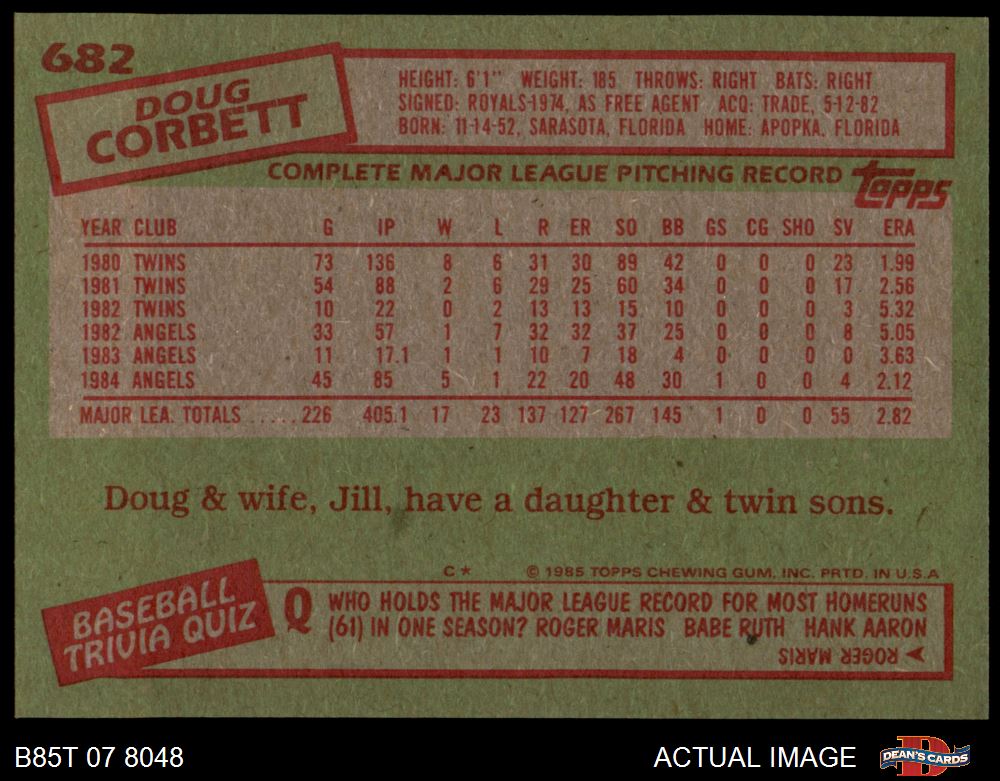 682
DOUG
CORBETT
HEIGHT: 6'1" WEIGHT: 185 THROWS: RIGHT BATS: RIGHT
SIGNED: ROYALS-1974, AS FREE AGENT ACQ: TRADE, 5-12-82
BORN: 11-14-52, SARASOTA, FLORIDA HOME: APOPKA, FLORIDA
COMPLETE MAJOR LEAGUE PITCHING RECORD topps
YEAR CLUB G IP W L R ER SO BB GS CG SHO SV ERA
1980 TWINS 73 136 8 6 31 30 89 42 0 0 0 23 1.99
1981 TWINS 54 88 2 6 29 25 60 34 0 0 0 17 2.56
1982 TWINS 10 22 0 2 13 13 15 10 0 0 0 3 5.32
1982 ANGELS 33 57 1 7 32 32 37 25 0 0 0 8 5.05
1983 ANGELS 11 17.1 1 1 10 7 18 4 0 0 0 0 3.63
1984 ANGELS 45 85 5 1 22 20 48 30 1 0 0 4 2.12
MAJOR LEA. TOTALS ..... 226 405.1 17 23 137 127 267 145 1 0 0 55 2.82
Doug & wife, Jill, have a daughter & twin sons.
C* © 1985 TOPPS CHEWING GUM, INC. PRTD. IN U.S.A
BASEBALL
TRIVIA QUIZ
Q WHO HOLDS THE MAJOR LEAGUE RECORD FOR MOST HOMERUNS
(61) IN ONE SEASON? ROGER MARIS BABE RUTH HANK AARON
ROGER MARIS
B85T 07 8048 ACTUAL IMAGE DEAN'S CARDS